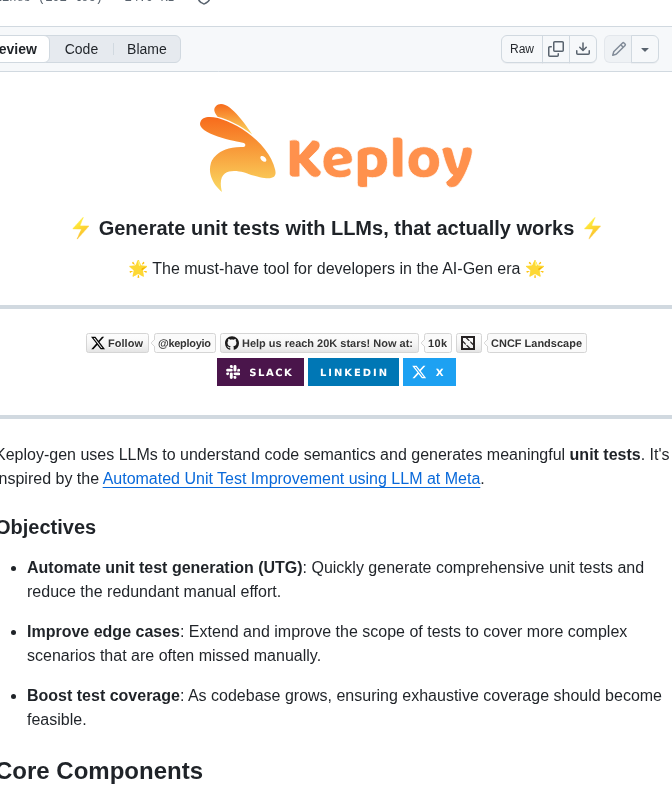 eview Code Blame Raw
Keploy
⚡ Generate unit tests with LLMs, that actually works ⚡
🌟 The must-have tool for developers in the AI-Gen era 🌟
Follow @keployio Help us reach 20K stars! Now at: 10k CNCF Landscape
SLACK LINKEDIN X
Keploy-gen uses LLMs to understand code semantics and generates meaningful unit tests. It's
nspired by the Automated Unit Test Improvement using LLM at Meta.
Objectives
• Automate unit test generation (UTG): Quickly generate comprehensive unit tests and
reduce the redundant manual effort.
• Improve edge cases: Extend and improve the scope of tests to cover more complex
scenarios that are often missed manually.
• Boost test coverage: As codebase grows, ensuring exhaustive coverage should become
feasible.
Core Components